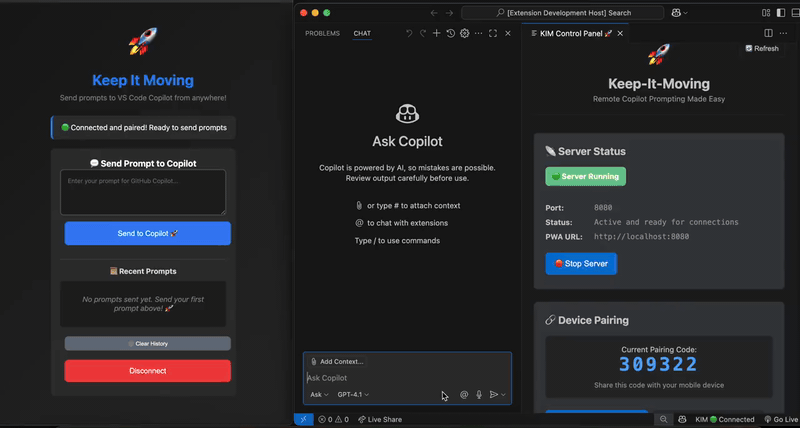 Keep It Moving
Send prompts to VS Code Copilot from anywhere!
Connected and paired! Ready to send prompts
Send Prompt to Copilot
Enter your prompt for GitHub Copilot...
Send to Copilot
Recent Prompts
No prompts sent yet. Send your first
prompt above!
Clear History
Disconnect
[Extension Development Host] Search
PROBLEMS
CHAT
Ask Copilot
Copilot is powered by AI, so mistakes are possible.
Review output carefully before use.
or type # to attach context
@ to chat with extensions
Type / to use commands
Add Context...
Ask Copilot
Ask
GPT-4.1
KIM Control Panel
Refresh
Keep-It-Moving
Remote Copilot Prompting Made Easy
Server Status
Server Running
Port: 8080
Status: Active and ready for connections
PWA URL: http://localhost:8080
Stop Server
Device Pairing
Current Pairing Code:
309322
Share this code with your mobile device
0 0
Live Share
KIM Connected
Go Live